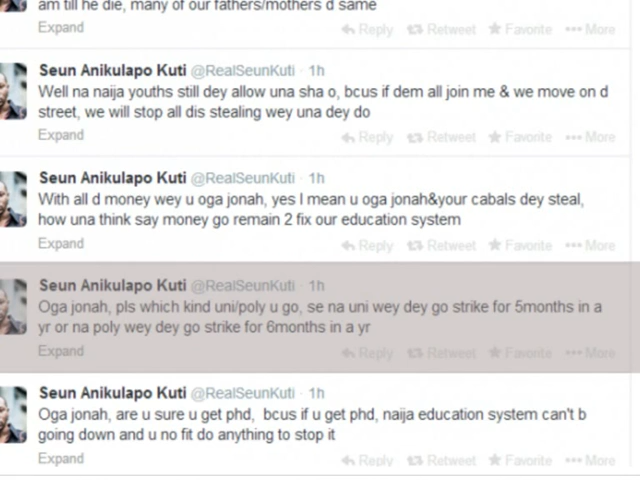 am till he die, many of our fathers/mothers d same
Expand
Reply Retweet Favorite More
Seun Anikulapo Kuti @RealSeunKuti · 1h
Well na naija youths still dey allow una sha o, bcus if dem all join me & we move on d
street, we will stop all dis stealing wey una dey do
Expand
Reply Retweet Favorite More
Seun Anikulapo Kuti @RealSeunKuti · 1h
With all d money wey u oga jonah, yes I mean u oga jonah&your cabals dey steal,
how una think say money go remain 2 fix our education system
Expand
Reply Retweet Favorite More
Seun Anikulapo Kuti @RealSeunKuti · 1h
Oga jonah, pls which kind uni/poly u go, se na uni wey dey go strike for 5months in a
yr or na poly wey dey go strike for 6months in a yr
Expand
Reply Retweet Favorite More
Seun Anikulapo Kuti @RealSeunKuti · 1h
Oga jonah, are u sure u get phd,  bcus if u get phd, naija education system can't b
going down and u no fit do anything to stop it
Expand
Reply Retweet Favorite More